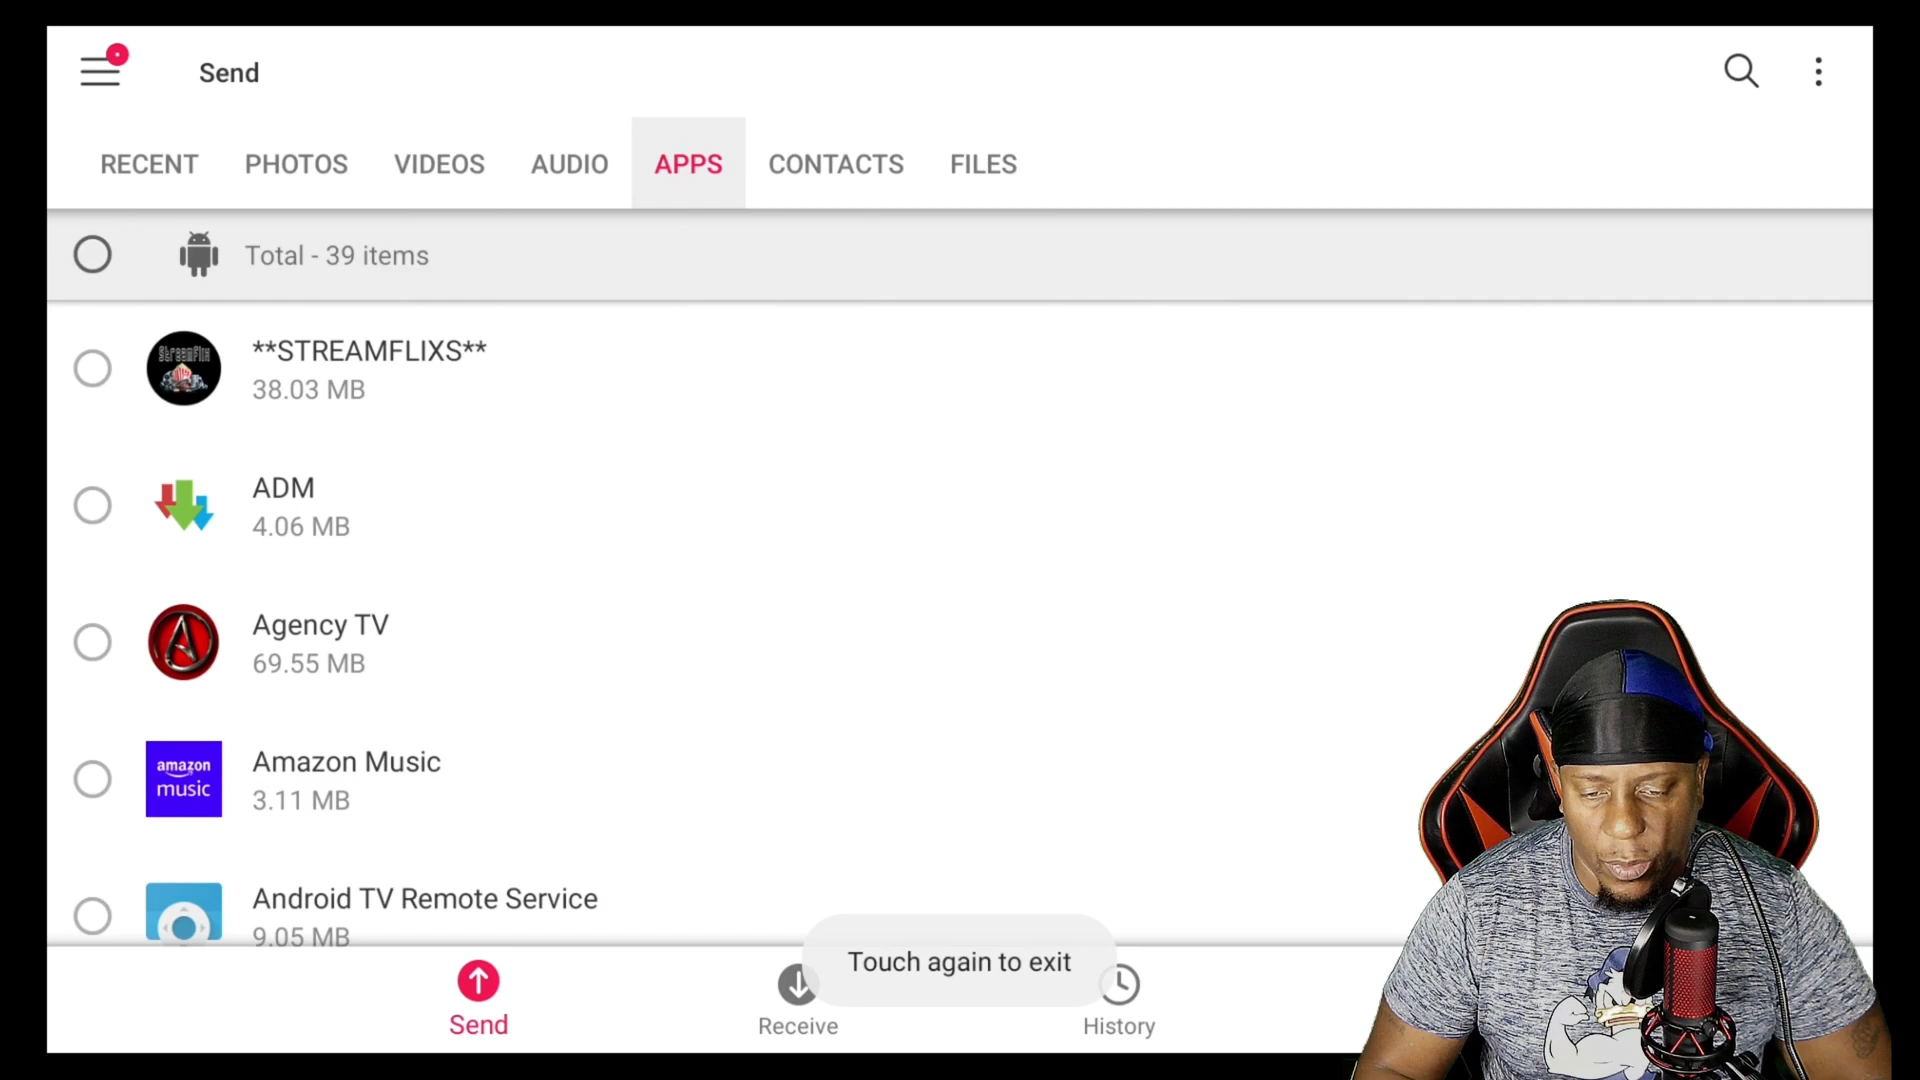 Send
RECENT PHOTOS VIDEOS AUDIO APPS CONTACTS FILES
Total - 39 items
StreamFlix
**STREAMFLIXS**
38.03 MB
ADM
4.06 MB
Agency TV
69.55 MB
amazon
music
Amazon Music
3.11 MB
Android TV Remote Service
9.05 MB
Touch again to exit
Send
Receive
History